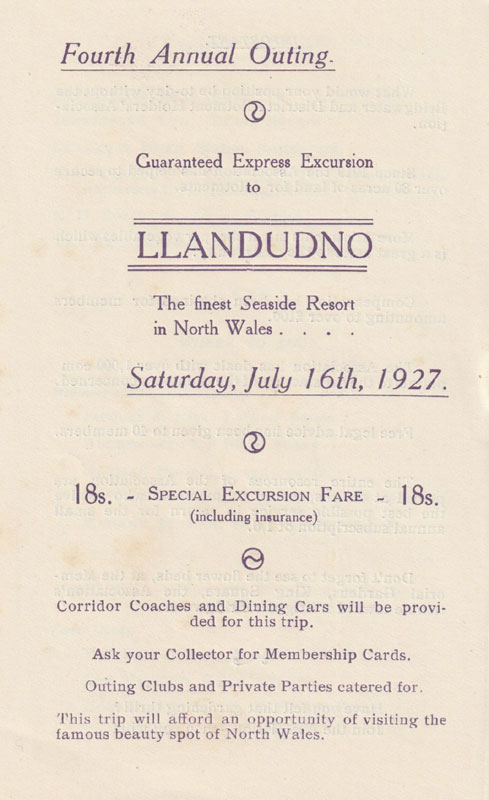 Fourth Annual Outing.
Guaranteed Express Excursion
to
LLANDUDNO
The finest Seaside Resort
in North Wales . . . .
Saturday, July 16th, 1927.
18s. - SPECIAL EXCURSION FARE - 18s.
(including insurance)
Corridor Coaches and Dining Cars will be provi-
ded for this trip.
Ask your Collector for Membership Cards.
Outing Clubs and Private Parties catered for.
This trip will afford an opportunity of visiting the
famous beauty spot of North Wales.